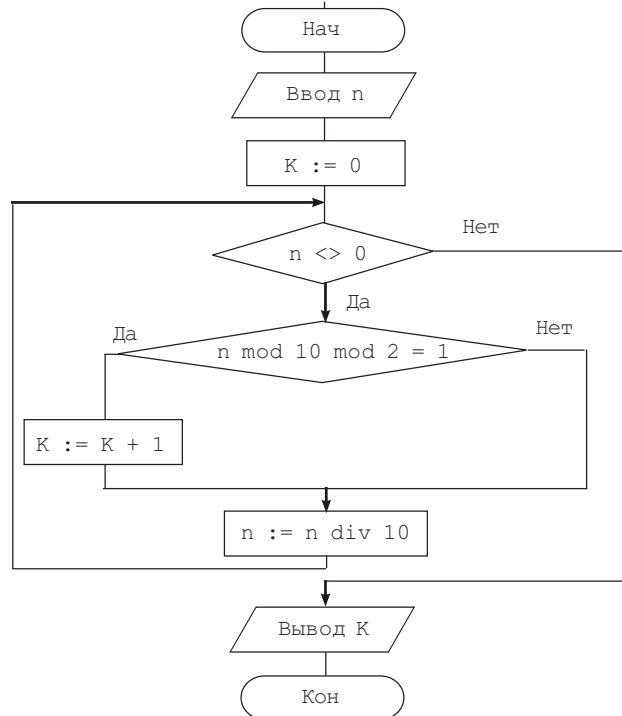 Нач
Ввод n
K := 0
Нет
n <> 0
Да
Да
Нет
n mod 10 mod 2 = 1
K := K + 1
n := n div 10
Вывод K
Кон